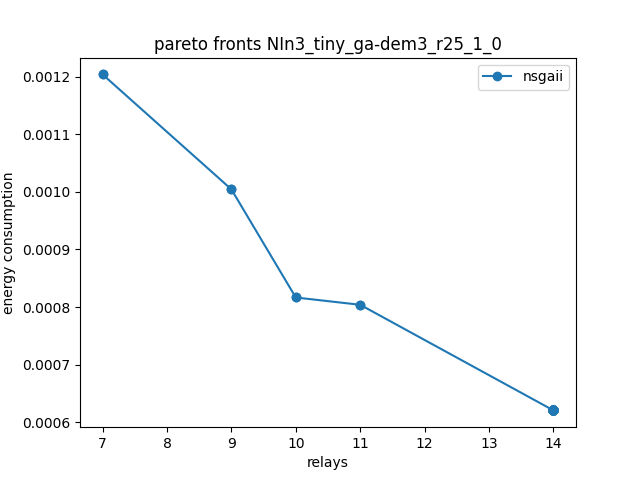 pareto fronts NIn3_tiny_ga-dem3_r25_1_0
nsgaii
energy consumption
0.0012
0.0011
0.0010
0.0009
0.0008
0.0007
0.0006
7 8 9 10 11 12 13 14
relays